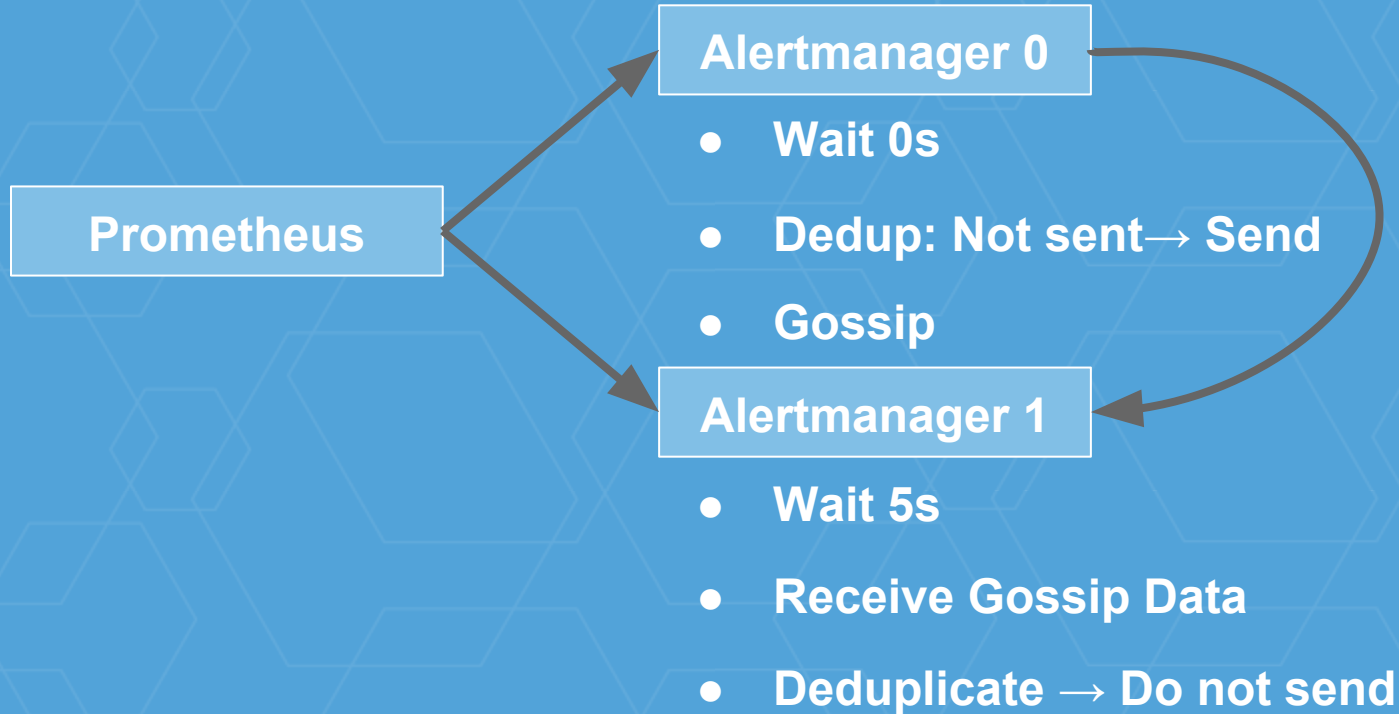 Alertmanager 0
● Wait 0s
Prometheus
● Dedup: Not sent→ Send
● Gossip
Alertmanager 1
● Wait 5s
● Receive Gossip Data
● Deduplicate → Do not send